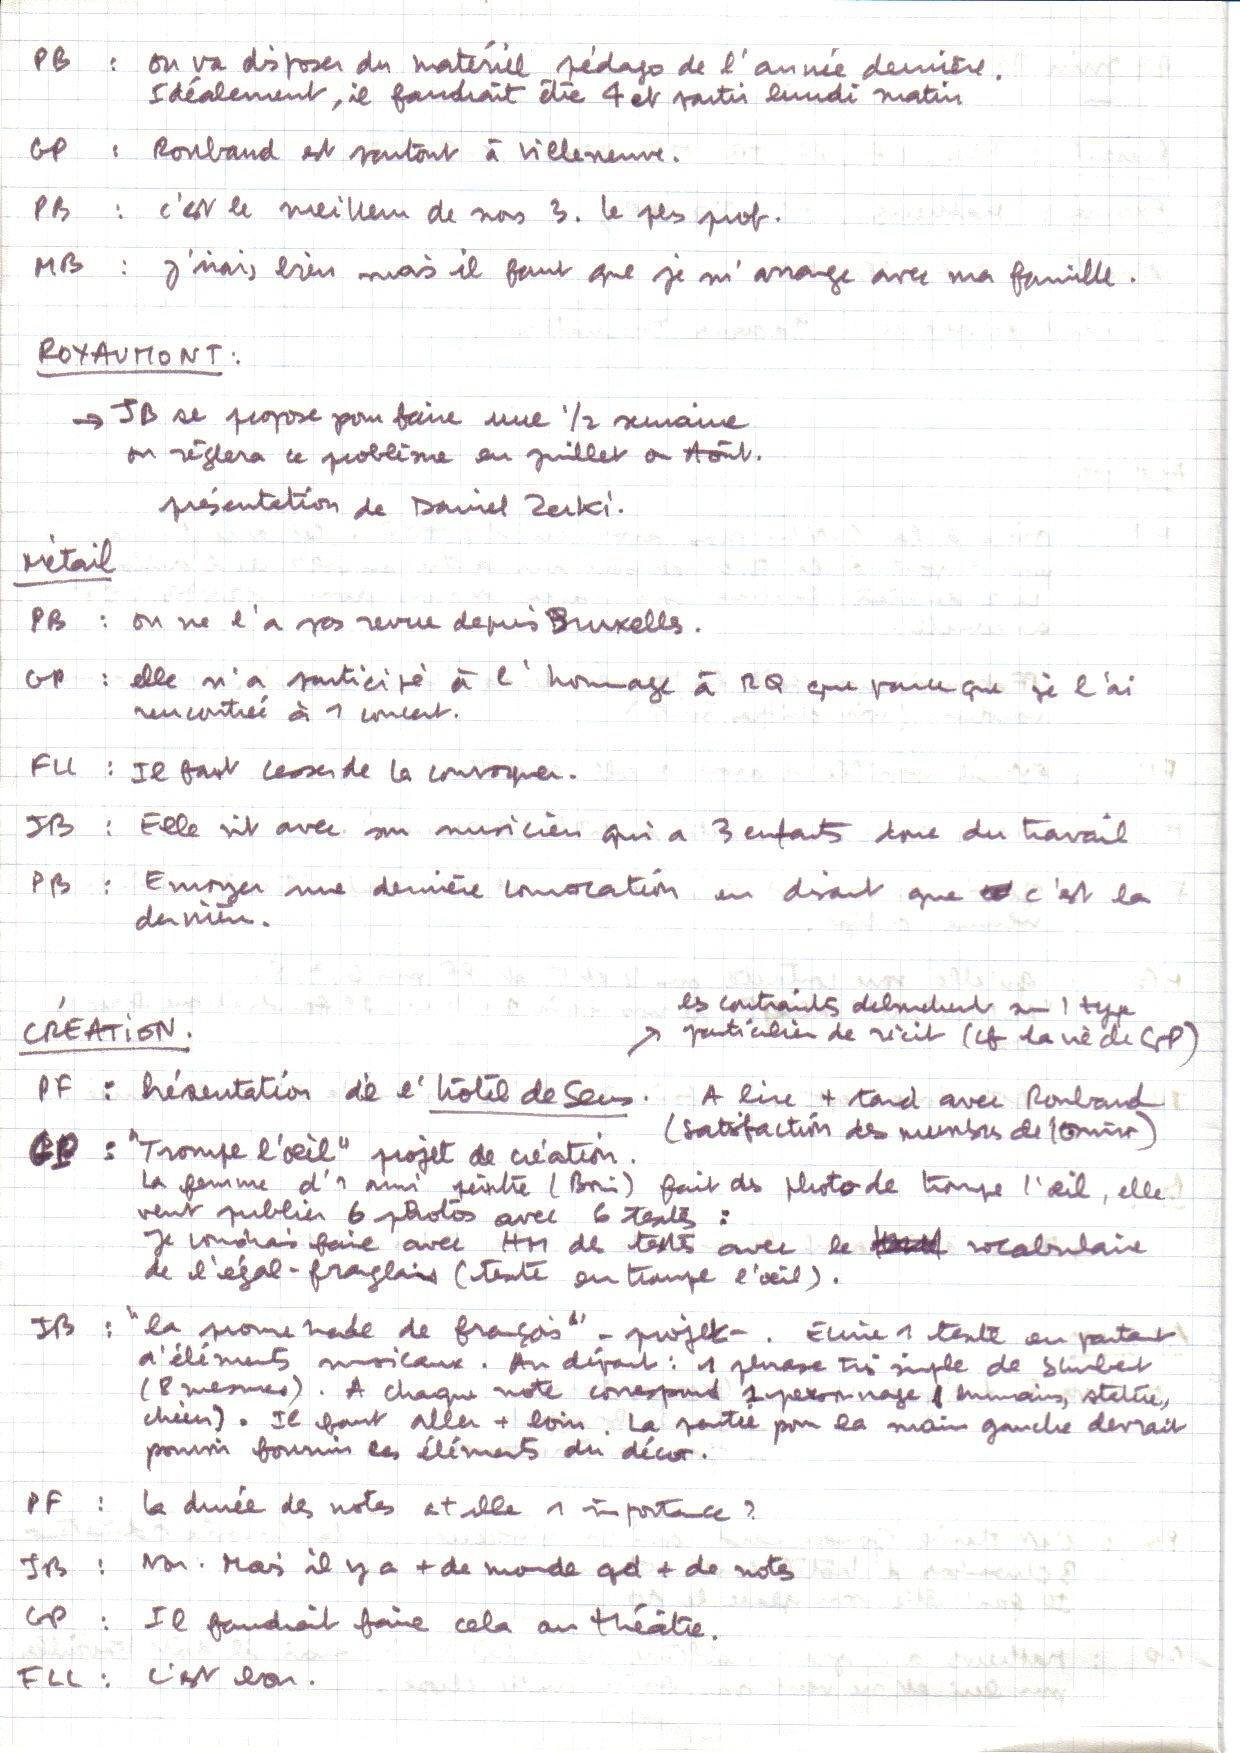 PB : on va disposer du matériel pédago de l'année dernière.
Idéalement, il faudrait être 4 et partir lundi matin
GP : Roubaud est partout à Villeneuve.
PB : c'est le meilleur de nos 3. le pes prof.
MB : j'irais bien mais il faut que je m'arrange avec ma famille.
ROYAUMONT :
→ JB se propose pour faire une 1/2 semaine
on règlera ce problème en juillet ou Août.
présentation de Daniel Zerki.
Métail
PB : on ne l'a pas revue depuis Bruxelles.
GP : elle n'a participé à l'hommage à RQ que parce que je l'ai
rencontrée à 1 concert.
FLL : Il faut cesser de la convoquer.
JB : Elle vit avec un musicien qui a 3 enfants donc du travail
PB : Envoyer une dernière convocation en disant que c'est la
dernière.
CRÉATION.
les contraintes débouchent sur 1 type
↗ particulier de récit (cf la vie de GP)
PF : Présentation de l'hôtel de Sens. A lire + tard avec Roubaud
(satisfaction des membres de l'Oumuro)
GP : "Trompe l'œil" projet de création.
La femme d'1 ami peintre (Boni) fait des photo de trompe l'œil, elle
veut publier 6 photos avec 6 textes :
Je voudrais faire avec HM des textes avec le vocabulaire
de l'égal-franglais (texte en trompe l'œil).
JB : "la promenade de françois" - projet - . Écrire 1 texte en partant
d'éléments musicaux. Au départ : 1 phrase très simple de Shubert
(8 mesures). A chaque note correspond 1 personnage (humains,
chien). Il faut aller + loin. La partie pour la main gauche devrait
pouvoir fournir les éléments du décor.
PF : la durée des notes a t elle 1 importance ?
JB : Non. Mais il y a + de monde qd + de notes
GP : Il faudrait faire cela au théâtre.
FLL : C'est bon.